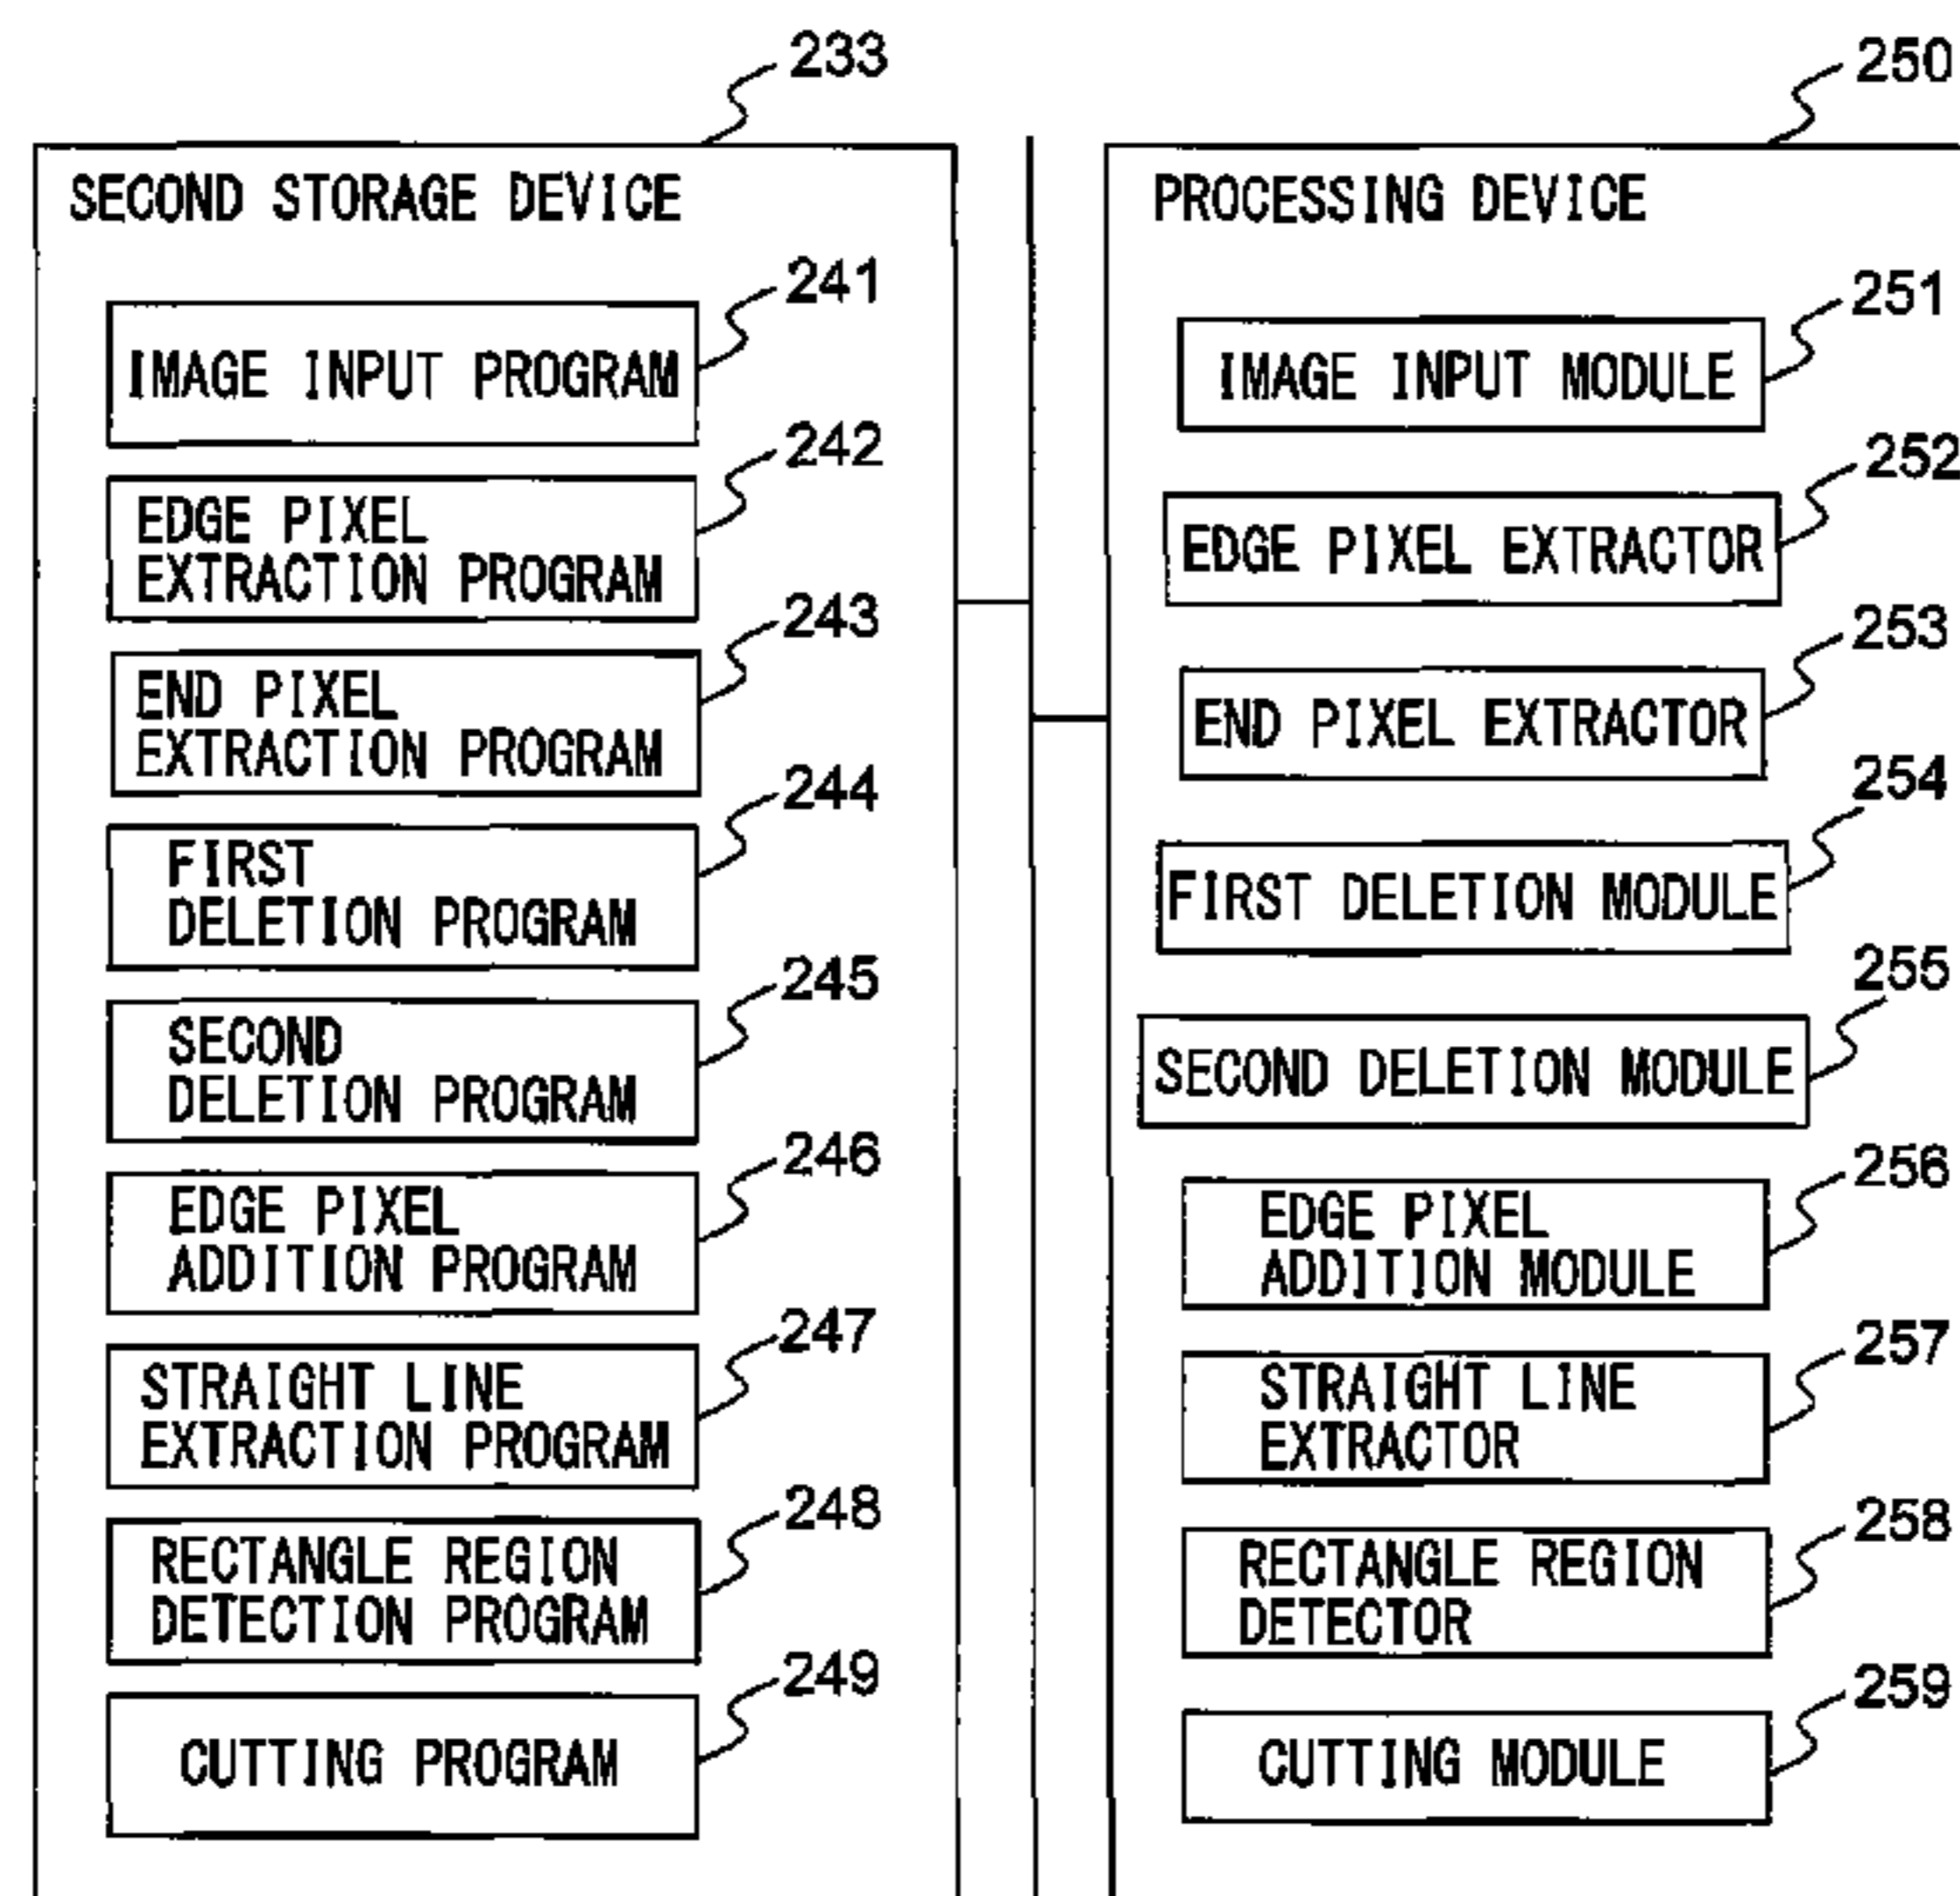 233
SECOND STORAGE DEVICE
241
IMAGE INPUT PROGRAM
242
EDGE PIXEL
EXTRACTION PROGRAM
243
END PIXEL
EXTRACTION PROGRAM
244
FIRST
DELETION PROGRAM
245
SECOND
DELETION PROGRAM
246
EDGE PIXEL
ADDITION PROGRAM
247
STRAIGHT LINE
EXTRACTION PROGRAM
248
RECTANGLE REGION
DETECTION PROGRAM
249
CUTTING PROGRAM
250
PROCESSING DEVICE
251
IMAGE INPUT MODULE
252
EDGE PIXEL EXTRACTOR
253
END PIXEL EXTRACTOR
254
FIRST DELETION MODULE
255
SECOND DELETION MODULE
256
EDGE PIXEL
ADDITION MODULE
257
STRAIGHT LINE
EXTRACTOR
258
RECTANGLE REGION
DETECTOR
259
CUTTING MODULE